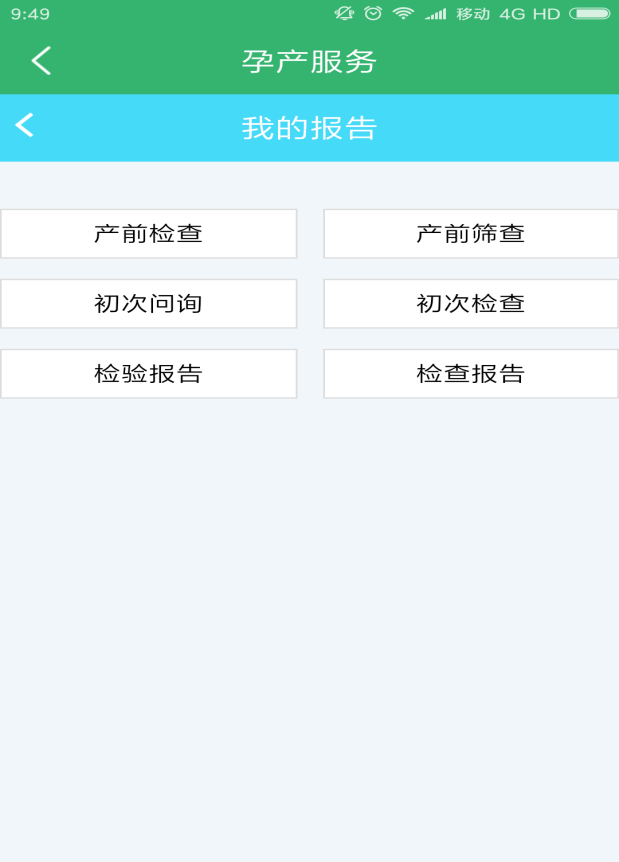 9:49 移动 4G HD
孕产服务
我的报告
产前检查 产前筛查
初次问询 初次检查
检验报告 检查报告